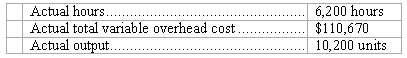 Actual hours.................................................. 6,200 hours
Actual total variable overhead cost................. $110,670
Actual output................................................. 10,200 units